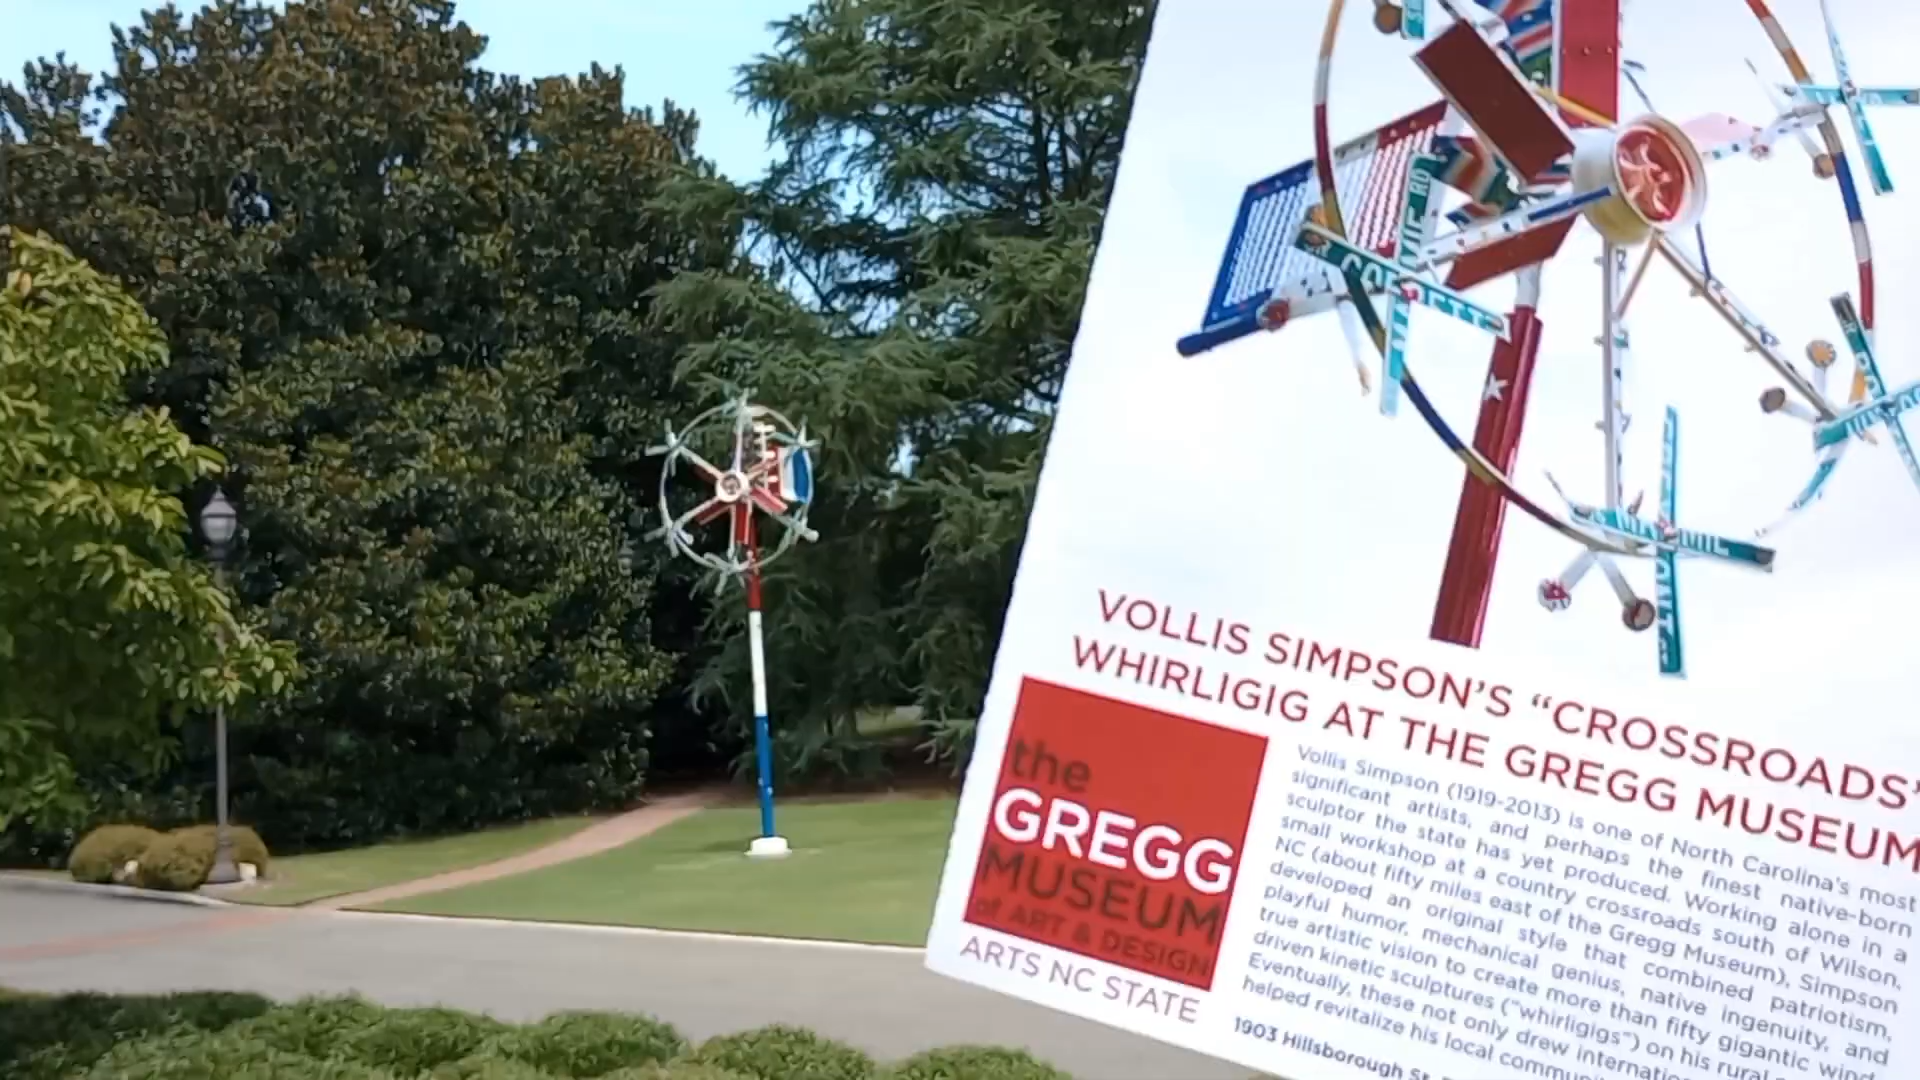 VOLLIS SIMPSON'S “CROSSROADS”
WHIRLIGIG AT THE GREGG MUSEUM
the
GREGG
MUSEUM
of ART & DESIGN
ARTS NC STATE
Vollis Simpson (1919-2013) is one of North Carolina's most
significant artists, and perhaps the finest native-born
sculptor the state has yet produced. Working alone in a
small workshop at a country crossroads south of Wilson,
NC (about fifty miles east of the Gregg Museum), Simpson
developed an original style that combined patriotism,
playful humor, mechanical genius, native ingenuity, and
true artistic vision to create more than fifty gigantic wind
driven kinetic sculptures ("whirligigs") on his rural
Eventually, these not only drew
helped revitalize his local
1903 Hillsborough St.